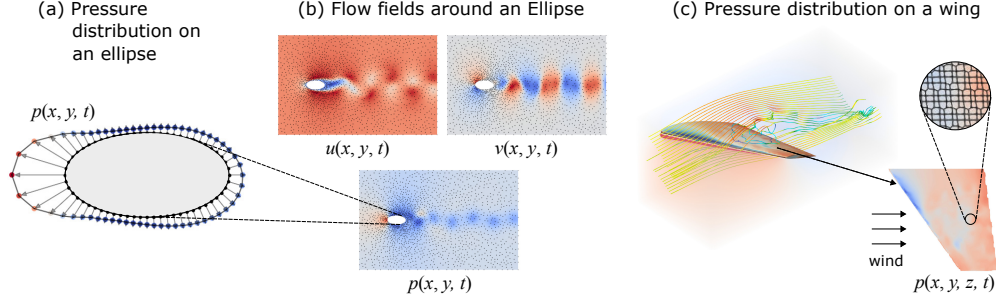 (a) Pressure
distribution on
an ellipse
p(x, y, t)
(b) Flow fields around an Ellipse
u(x, y, t)
v(x, y, t)
p(x, y, t)
(c) Pressure distribution on a wing
wind
p(x, y, z, t)